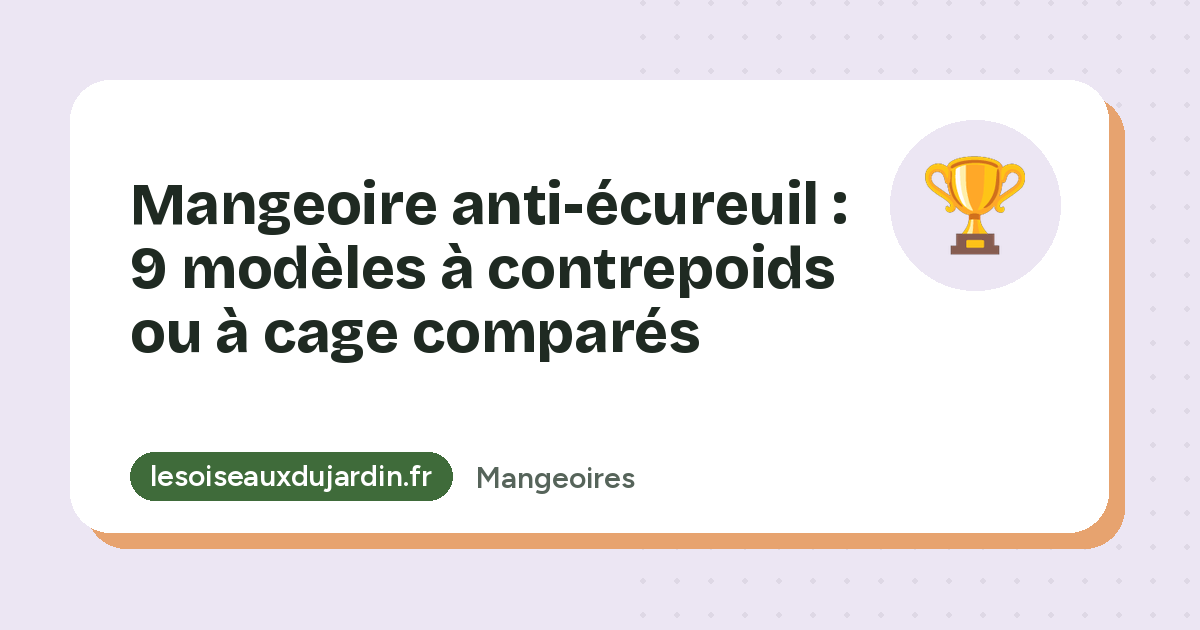 Mangeoire anti-écureuil :
9 modèles à contrepoids
ou à cage comparés
lesoiseauxdujardin.fr
Mangeoires